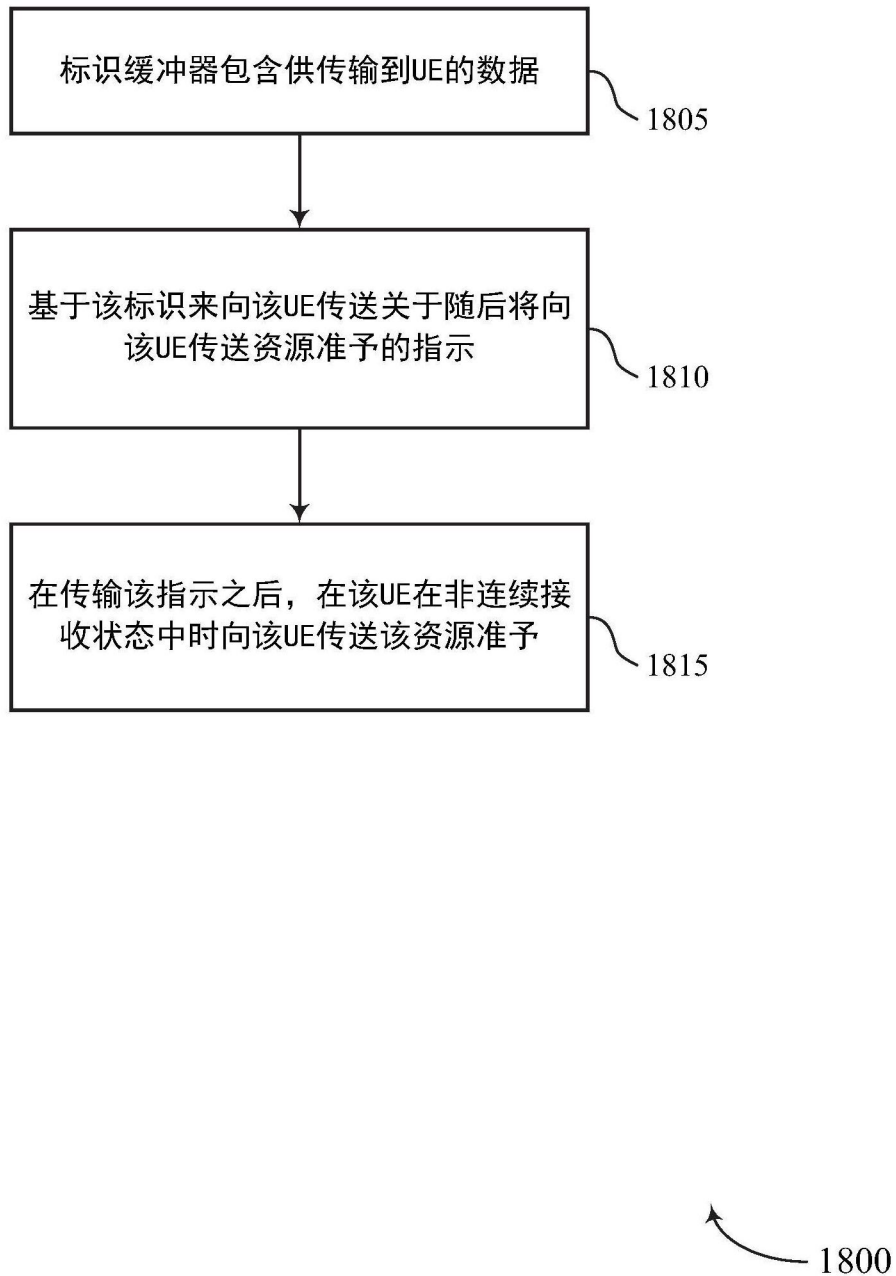 标识缓冲器包含供传输到UE的数据
1805
基于该标识来向该UE传送关于随后将向
该UE传送资源准予的指示
1810
在传输该指示之后，在该UE在非连续接
收状态中时向该UE传送该资源准予
1815
1800